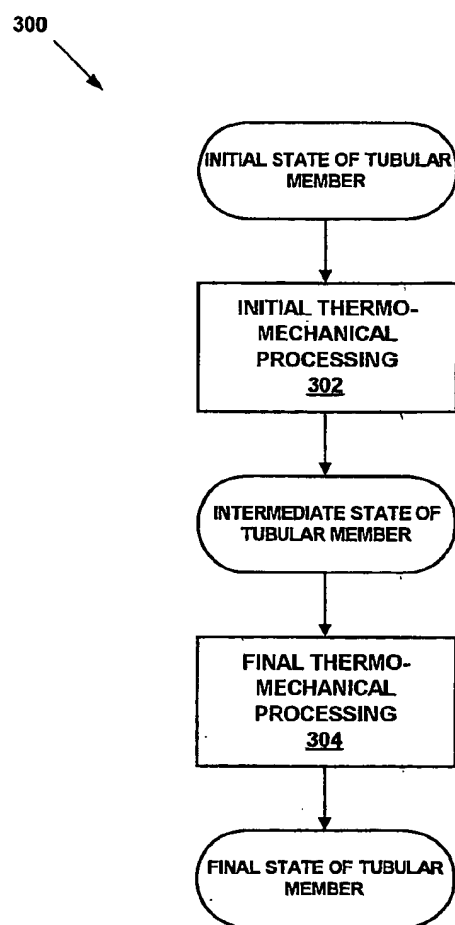 300
INITIAL STATE OF TUBULAR
MEMBER
INITIAL THERMO-
MECHANICAL
PROCESSING
302
INTERMEDIATE STATE OF
TUBULAR MEMBER
FINAL THERMO-
MECHANICAL
PROCESSING
304
FINAL STATE OF TUBULAR
MEMBER